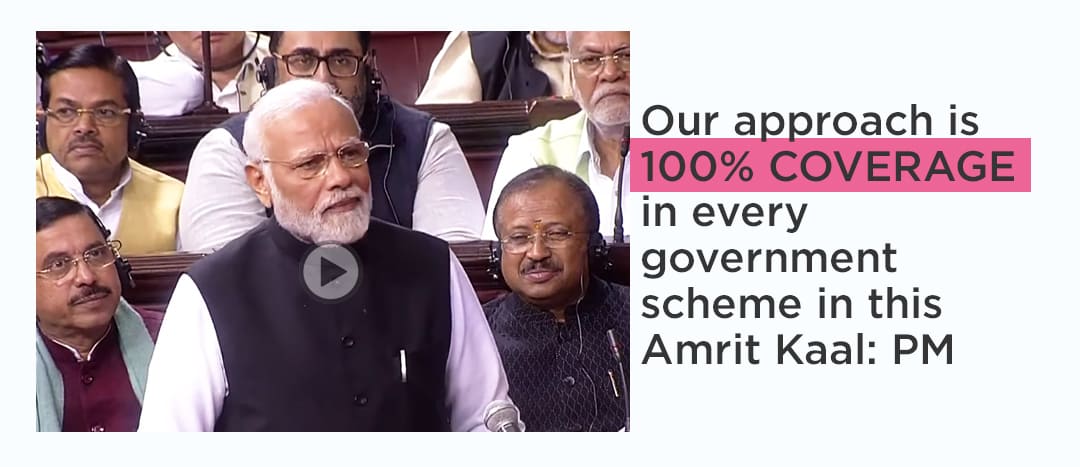 Our approach is
100% COVERAGE
in every
government
scheme in this
Amrit Kaal: PM